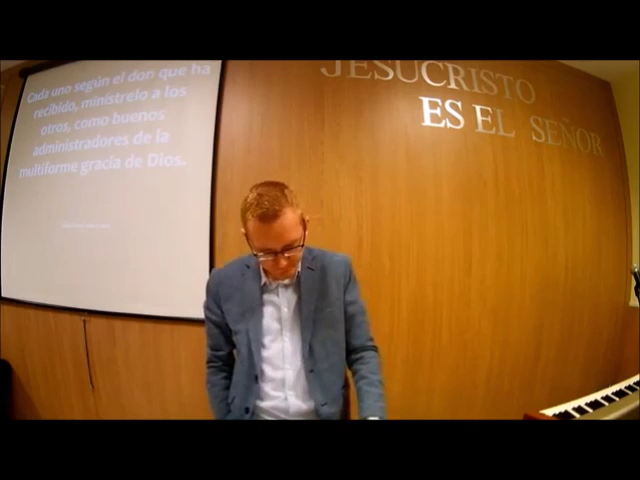 Cada uno según el don que ha
recibido, minístrelo a los
otros, como buenos
administradores de la
multiforme gracia de Dios.
JESUCRISTO
ES EL SEÑOR